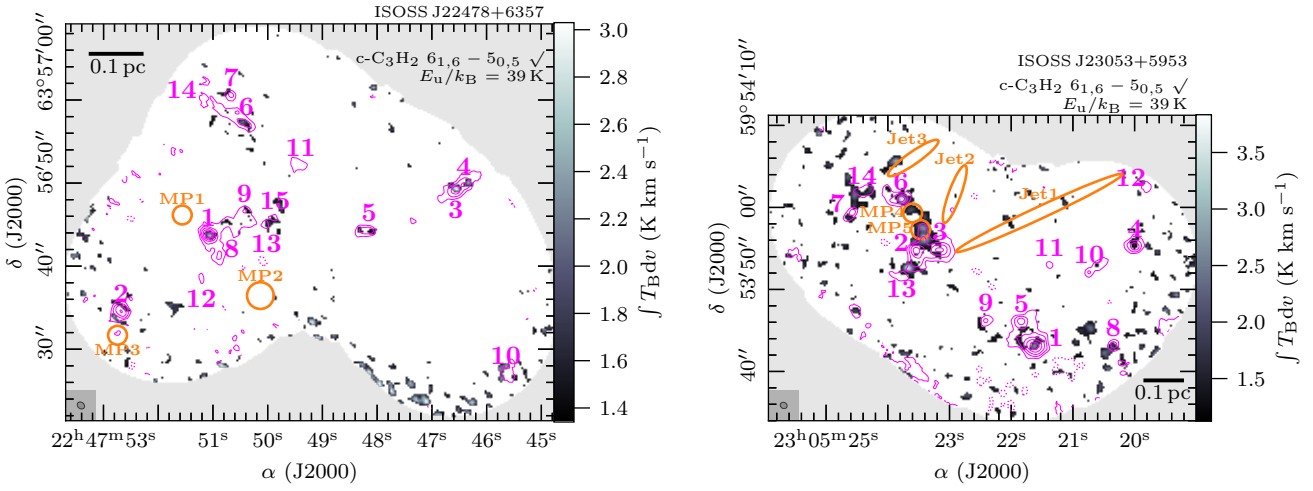 ISOSS J22478+6357
c-C₃H₂ 6₁,₆ − 5₀,₅ √
Eᵤ/k_B = 39 K
0.1 pc
14
7
6
11
4
3
MP1
1
9
15
5
8
13
MP2
12
2
MP3
10
63°57′00″
56′50″
40″
30″
δ (J2000)
22ʰ47ᵐ53ˢ 51ˢ 50ˢ 49ˢ 48ˢ 47ˢ 46ˢ 45ˢ
α (J2000)
3.0
2.8
2.6
2.4
2.2
2.0
1.8
1.6
1.4
∫ T_B dv (K km s⁻¹)
ISOSS J23053+5953
c-C₃H₂ 6₁,₆ − 5₀,₅ √
Eᵤ/k_B = 39 K
Jet3
Jet2
Jet1
12
14
6
7
MP4
MP5
2
3
4
11
10
13
9
5
1
8
0.1 pc
59°54′10″
00″
53′50″
40″
δ (J2000)
23ʰ05ᵐ25ˢ 23ˢ 22ˢ 21ˢ 20ˢ
α (J2000)
3.5
3.0
2.5
2.0
1.5
∫ T_B dv (K km s⁻¹)